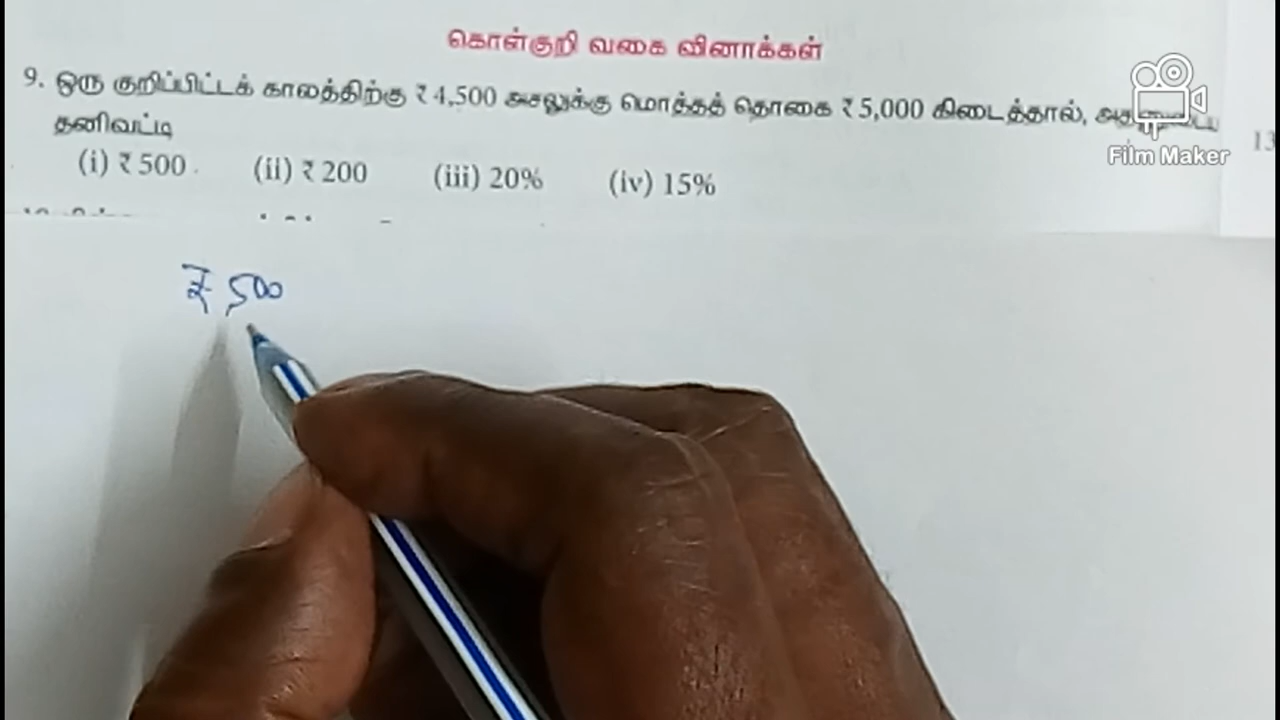 கொள்குறி வகை வினாக்கள்
9. ஒரு குறிப்பிட்டக் காலத்திற்கு ₹ 4,500 அசலுக்கு மொத்தத் தொகை ₹ 5,000 கிடைத்தால்,
தனிவட்டி
(i) ₹ 500 (ii) ₹ 200 (iii) 20% (iv) 15%
13
Film Maker
₹ 500